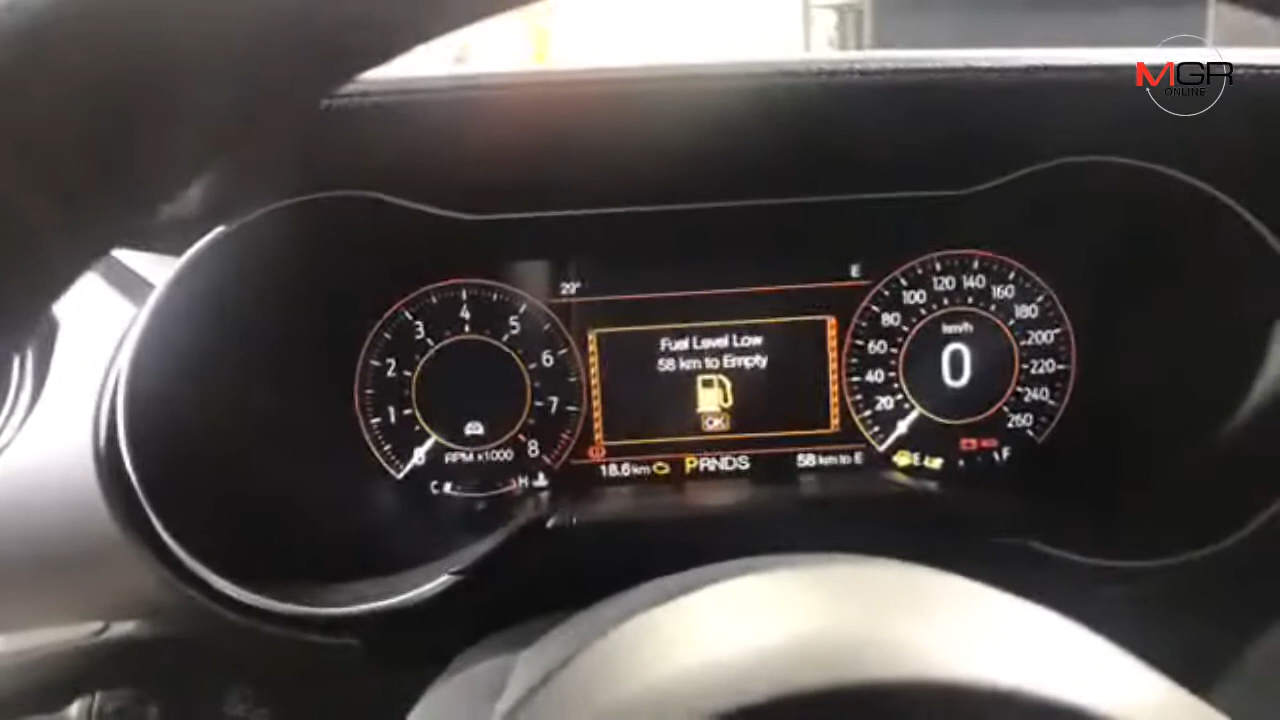 MGR
ONLINE
29°
E
Fuel Level Low
58 km to Empty
OK
0 1 2 3 4 5 6 7 8
RPM x1000
C H
18.6 km
PRNDS
58 km to E
20 40 60 80 100 120 140 160 180 200 220 240 260
km/h
0
E F